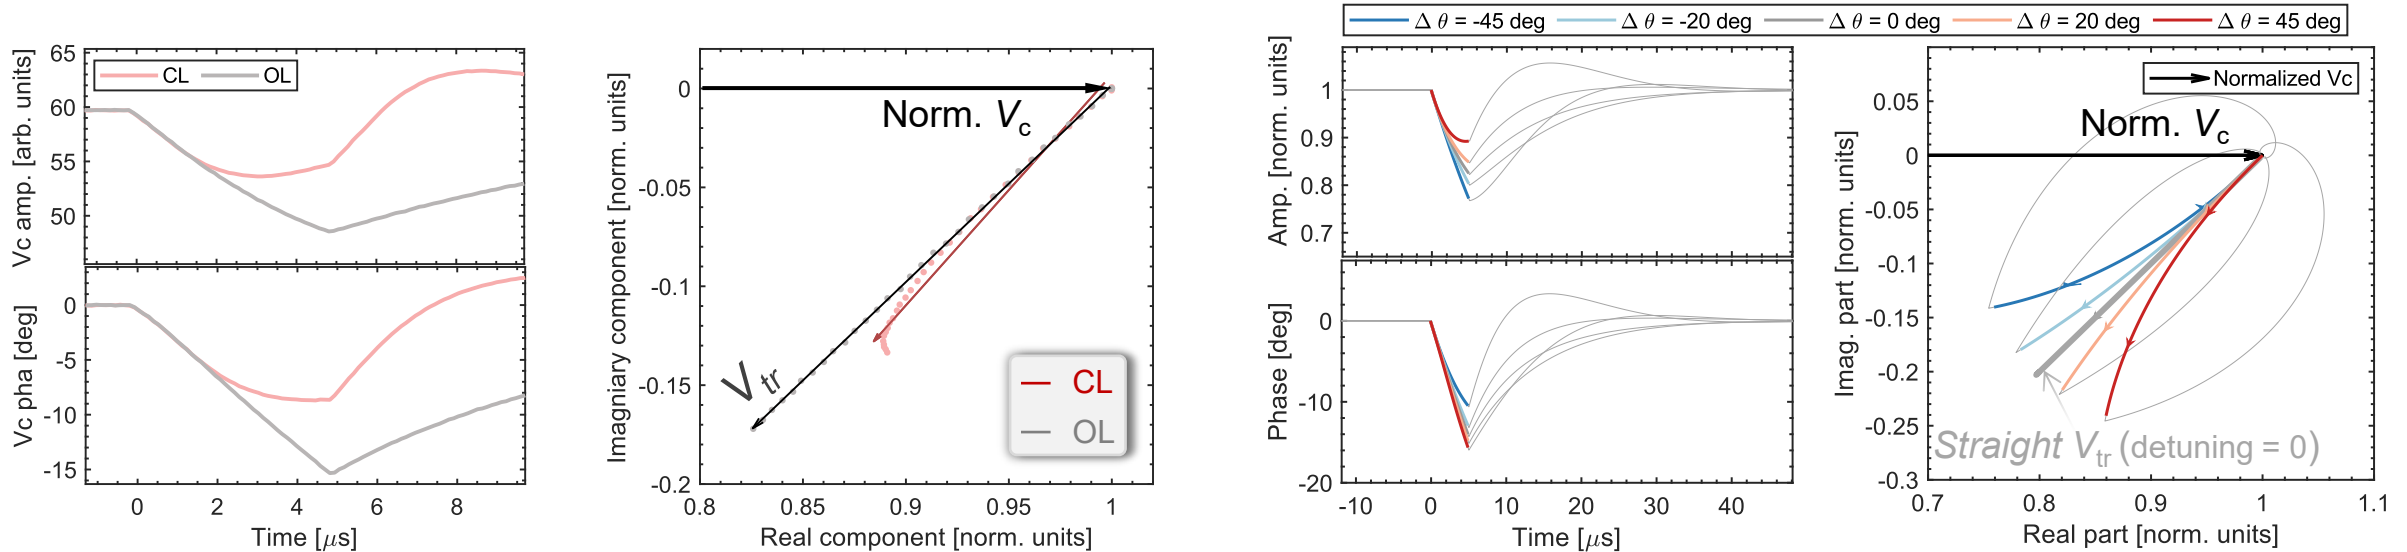 65
60
55
50
Vc amp. [arb. units]
CL
OL
0
-5
-10
-15
Vc pha [deg]
0
2
4
6
8
Time [μs]
0
-0.05
-0.1
-0.15
-0.2
Imagniary component [norm. units]
Norm. Vc
Vtr
CL
OL
0.8
0.85
0.9
0.95
1
Real component [norm. units]
Δ θ = -45 deg
Δ θ = -20 deg
Δ θ = 0 deg
Δ θ = 20 deg
Δ θ = 45 deg
1
0.9
0.8
0.7
Amp. [norm. units]
0
-10
-20
Phase [deg]
-10
0
10
20
30
40
Time [μs]
0.05
0
-0.05
-0.1
-0.15
-0.2
-0.25
-0.3
Imag. part [norm. units]
Normalized Vc
Norm. Vc
Straight Vtr (detuning = 0)
0.7
0.8
0.9
1
1.1
Real part [norm. units]